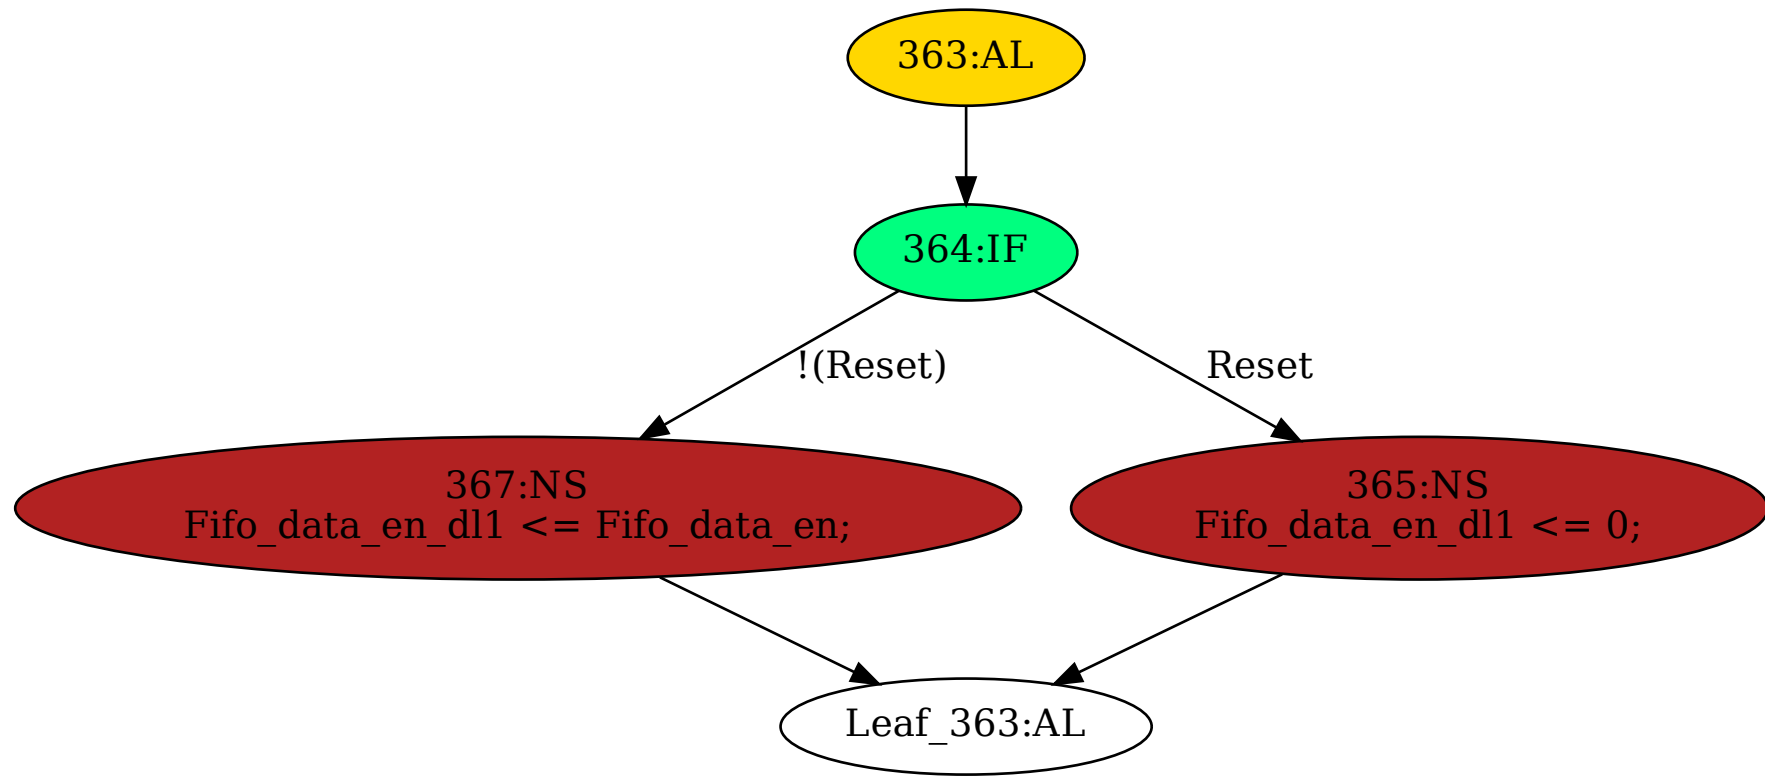 363:AL
364:IF
!(Reset)
Reset
367:NS
Fifo_data_en_dl1 <= Fifo_data_en;
365:NS
Fifo_data_en_dl1 <= 0;
Leaf_363:AL